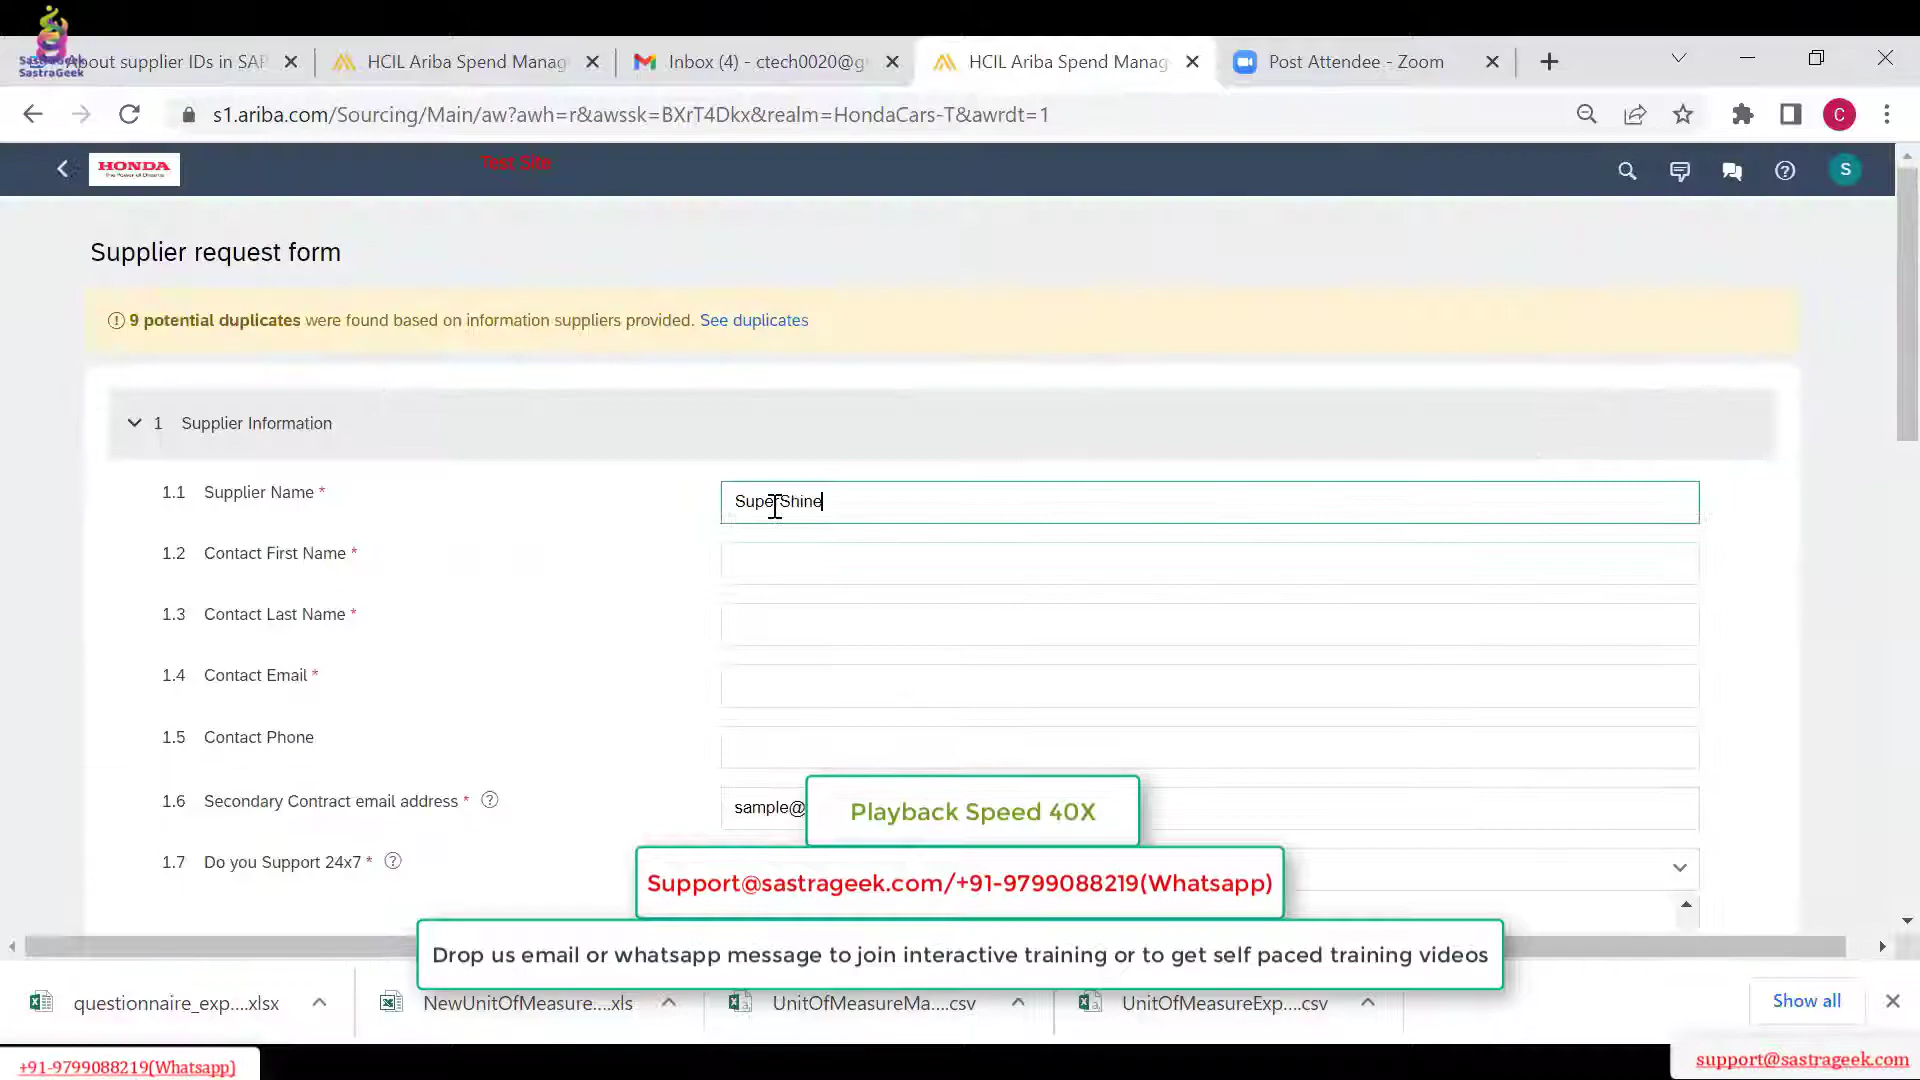 SastraGeek
SastraGeek
About supplier IDs in SAP
HCIL Ariba Spend Manag
Inbox (4) - ctech0020@g
HCIL Ariba Spend Manag
Post Attendee - Zoom
s1.ariba.com/Sourcing/Main/aw?awh=r&awssk=BXrT4Dkx&realm=HondaCars-T&awrdt=1
C
HONDA
The Power of Dreams
Test Site
S
Supplier request form
9 potential duplicates were found based on information suppliers provided. See duplicates
1 Supplier Information
1.1 Supplier Name *
SuperShine
1.2 Contact First Name *
1.3 Contact Last Name *
1.4 Contact Email *
1.5 Contact Phone
1.6 Secondary Contract email address *
sample@
1.7 Do you Support 24x7 *
Playback Speed 40X
Support@sastrageek.com/+91-9799088219(Whatsapp)
Drop us email or whatsapp message to join interactive training or to get self paced training videos
questionnaire_exp....xlsx
NewUnitOfMeasure....xls
UnitOfMeasureMa....csv
UnitOfMeasureExp....csv
Show all
+91-9799088219(Whatsapp)
support@sastrageek.com